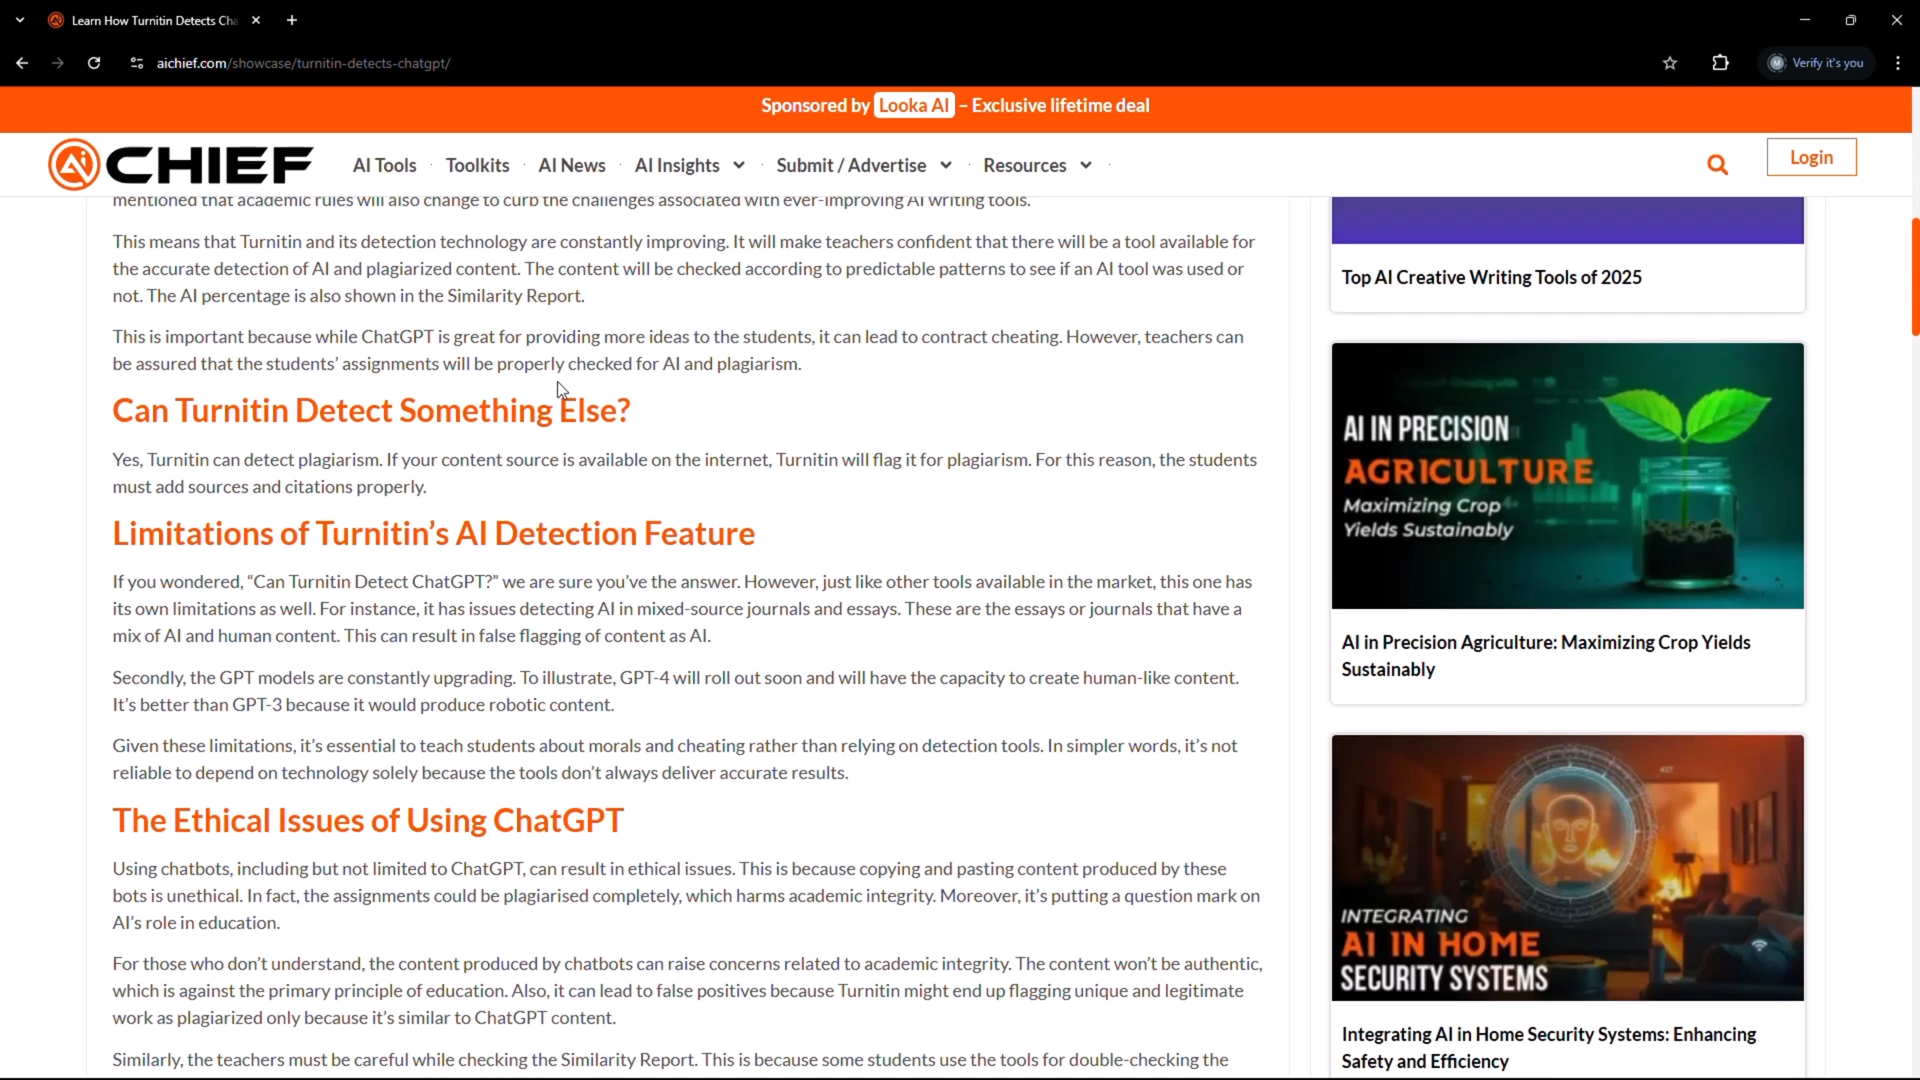 Learn How Turnitin Detects Cha
aichief.com/showcase/turnitin-detects-chatgpt/
Verify it's you
Sponsored by Looka AI – Exclusive lifetime deal
Ai CHIEF
AI Tools
Toolkits
AI News
AI Insights
Submit / Advertise
Resources
Login
mentioned that academic rules will also change to curb the challenges associated with ever-improving AI writing tools.
This means that Turnitin and its detection technology are constantly improving. It will make teachers confident that there will be a tool available for
the accurate detection of AI and plagiarized content. The content will be checked according to predictable patterns to see if an AI tool was used or
not. The AI percentage is also shown in the Similarity Report.
This is important because while ChatGPT is great for providing more ideas to the students, it can lead to contract cheating. However, teachers can
be assured that the students’ assignments will be properly checked for AI and plagiarism.
Can Turnitin Detect Something Else?
Yes, Turnitin can detect plagiarism. If your content source is available on the internet, Turnitin will flag it for plagiarism. For this reason, the students
must add sources and citations properly.
Limitations of Turnitin’s AI Detection Feature
If you wondered, “Can Turnitin Detect ChatGPT?” we are sure you’ve the answer. However, just like other tools available in the market, this one has
its own limitations as well. For instance, it has issues detecting AI in mixed-source journals and essays. These are the essays or journals that have a
mix of AI and human content. This can result in false flagging of content as AI.
Secondly, the GPT models are constantly upgrading. To illustrate, GPT-4 will roll out soon and will have the capacity to create human-like content.
It’s better than GPT-3 because it would produce robotic content.
Given these limitations, it’s essential to teach students about morals and cheating rather than relying on detection tools. In simpler words, it’s not
reliable to depend on technology solely because the tools don’t always deliver accurate results.
The Ethical Issues of Using ChatGPT
Using chatbots, including but not limited to ChatGPT, can result in ethical issues. This is because copying and pasting content produced by these
bots is unethical. In fact, the assignments could be plagiarised completely, which harms academic integrity. Moreover, it’s putting a question mark on
AI’s role in education.
For those who don’t understand, the content produced by chatbots can raise concerns related to academic integrity. The content won’t be authentic,
which is against the primary principle of education. Also, it can lead to false positives because Turnitin might end up flagging unique and legitimate
work as plagiarized only because it’s similar to ChatGPT content.
Similarly, the teachers must be careful while checking the Similarity Report. This is because some students use the tools for double-checking the
Top AI Creative Writing Tools of 2025
AI IN PRECISION
AGRICULTURE
Maximizing Crop
Yields Sustainably
AI in Precision Agriculture: Maximizing Crop Yields
Sustainably
INTEGRATING
AI IN HOME
SECURITY SYSTEMS
Integrating AI in Home Security Systems: Enhancing
Safety and Efficiency